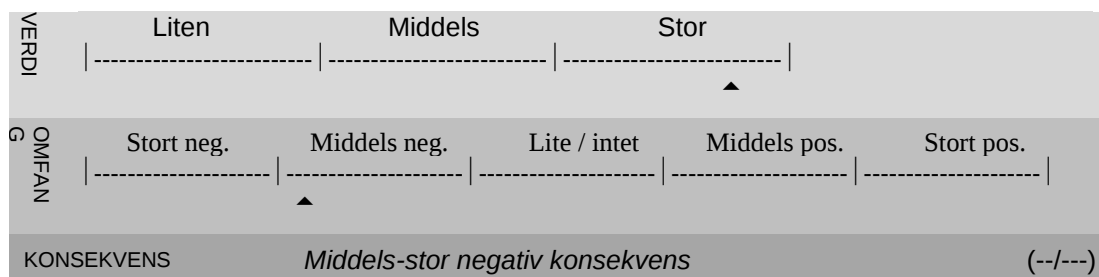 VERDI
Liten Middels Stor
|--------------------------|--------------------------|--------------------------|
OMFANG
Stort neg. Middels neg. Lite / intet Middels pos. Stort pos.
|---------------------|---------------------|---------------------|---------------------|---------------------|
KONSEKVENS Middels-stor negativ konsekvens (--/---)